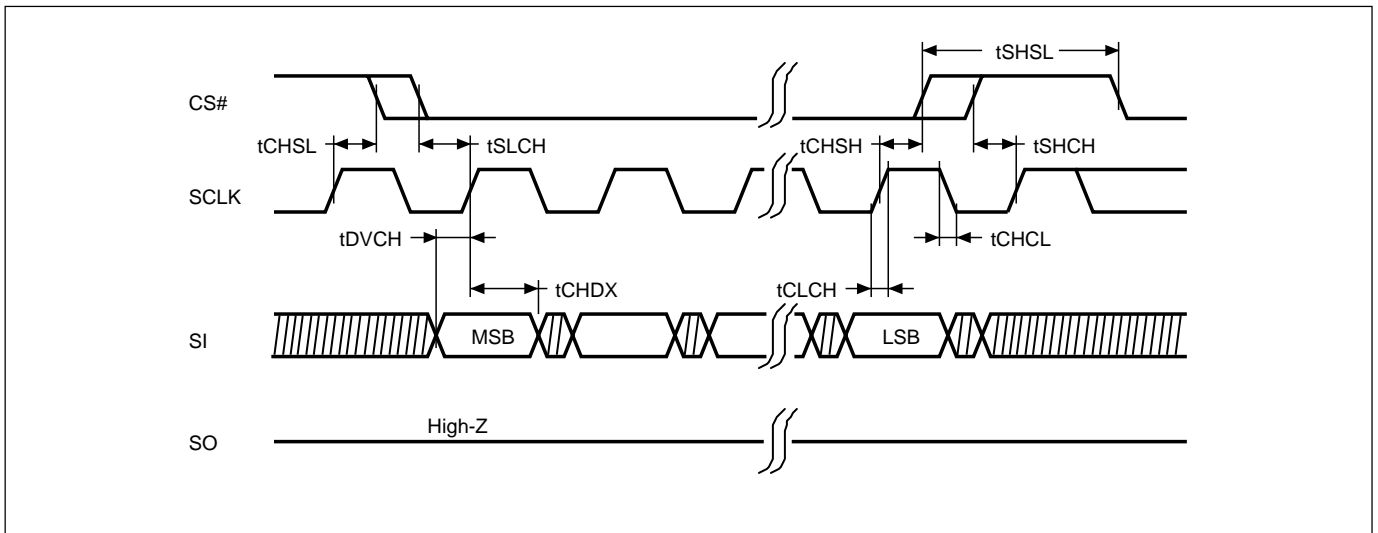 tSHSL
CS#
tCHSL
tSLCH
tCHSH
tSHCH
SCLK
tDVCH
tCHCL
tCHDX
tCLCH
SI
MSB
LSB
High-Z
SO